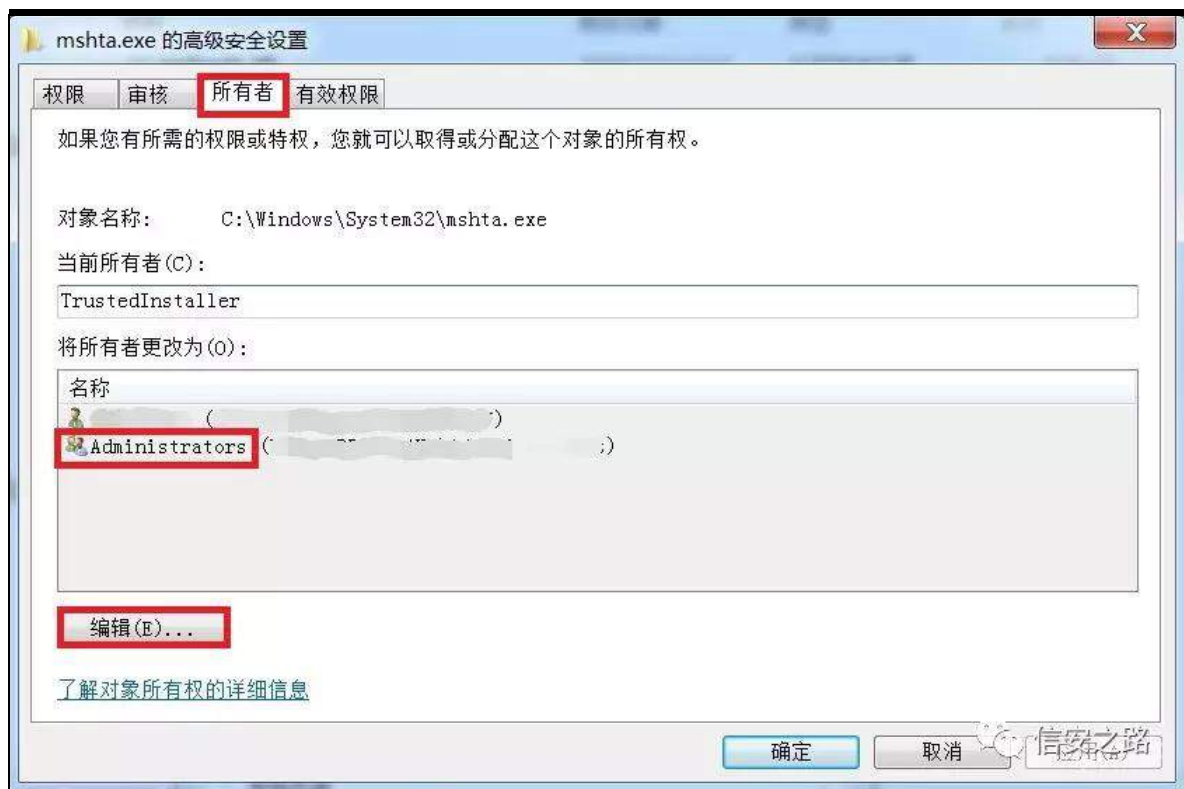 mshta.exe 的高级安全设置
权限 审核 所有者 有效权限
如果您有所需的权限或特权，您就可以取得或分配这个对象的所有权。
对象名称: C:\Windows\System32\mshta.exe
当前所有者(C):
TrustedInstaller
将所有者更改为(O):
名称
( )
Administrators ( )
编辑(E)...
了解对象所有权的详细信息
确定 取消
信安之路